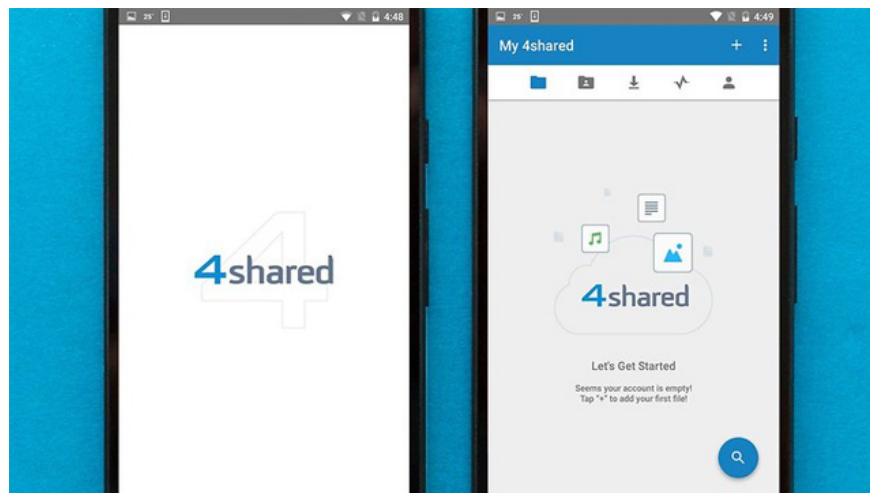 25°
4:48
4shared
25°
4:49
My 4shared
4shared
Let's Get Started
Seems your account is empty!
Tap "+" to add your first file!